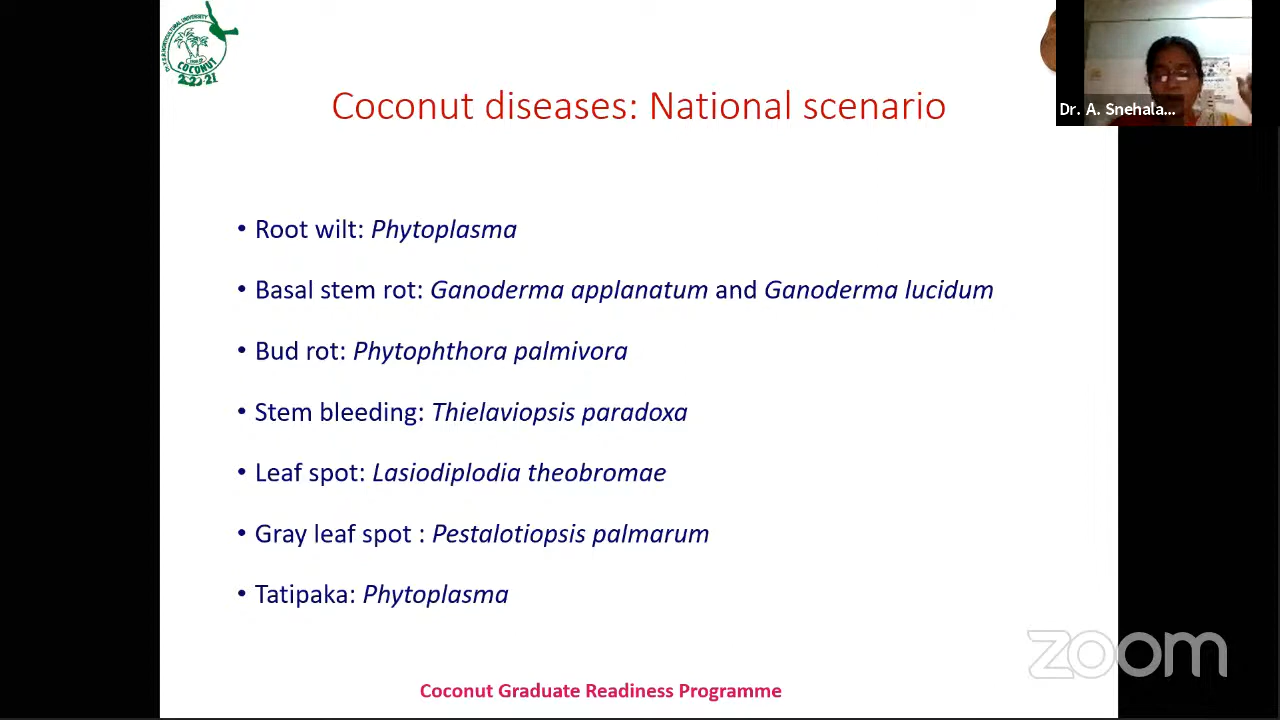 COCONUT
Dr. A. Snehala...
Coconut diseases: National scenario
• Root wilt: Phytoplasma
• Basal stem rot: Ganoderma applanatum and Ganoderma lucidum
• Bud rot: Phytophthora palmivora
• Stem bleeding: Thielaviopsis paradoxa
• Leaf spot: Lasiodiplodia theobromae
• Gray leaf spot : Pestalotiopsis palmarum
• Tatipaka: Phytoplasma
zoom
Coconut Graduate Readiness Programme